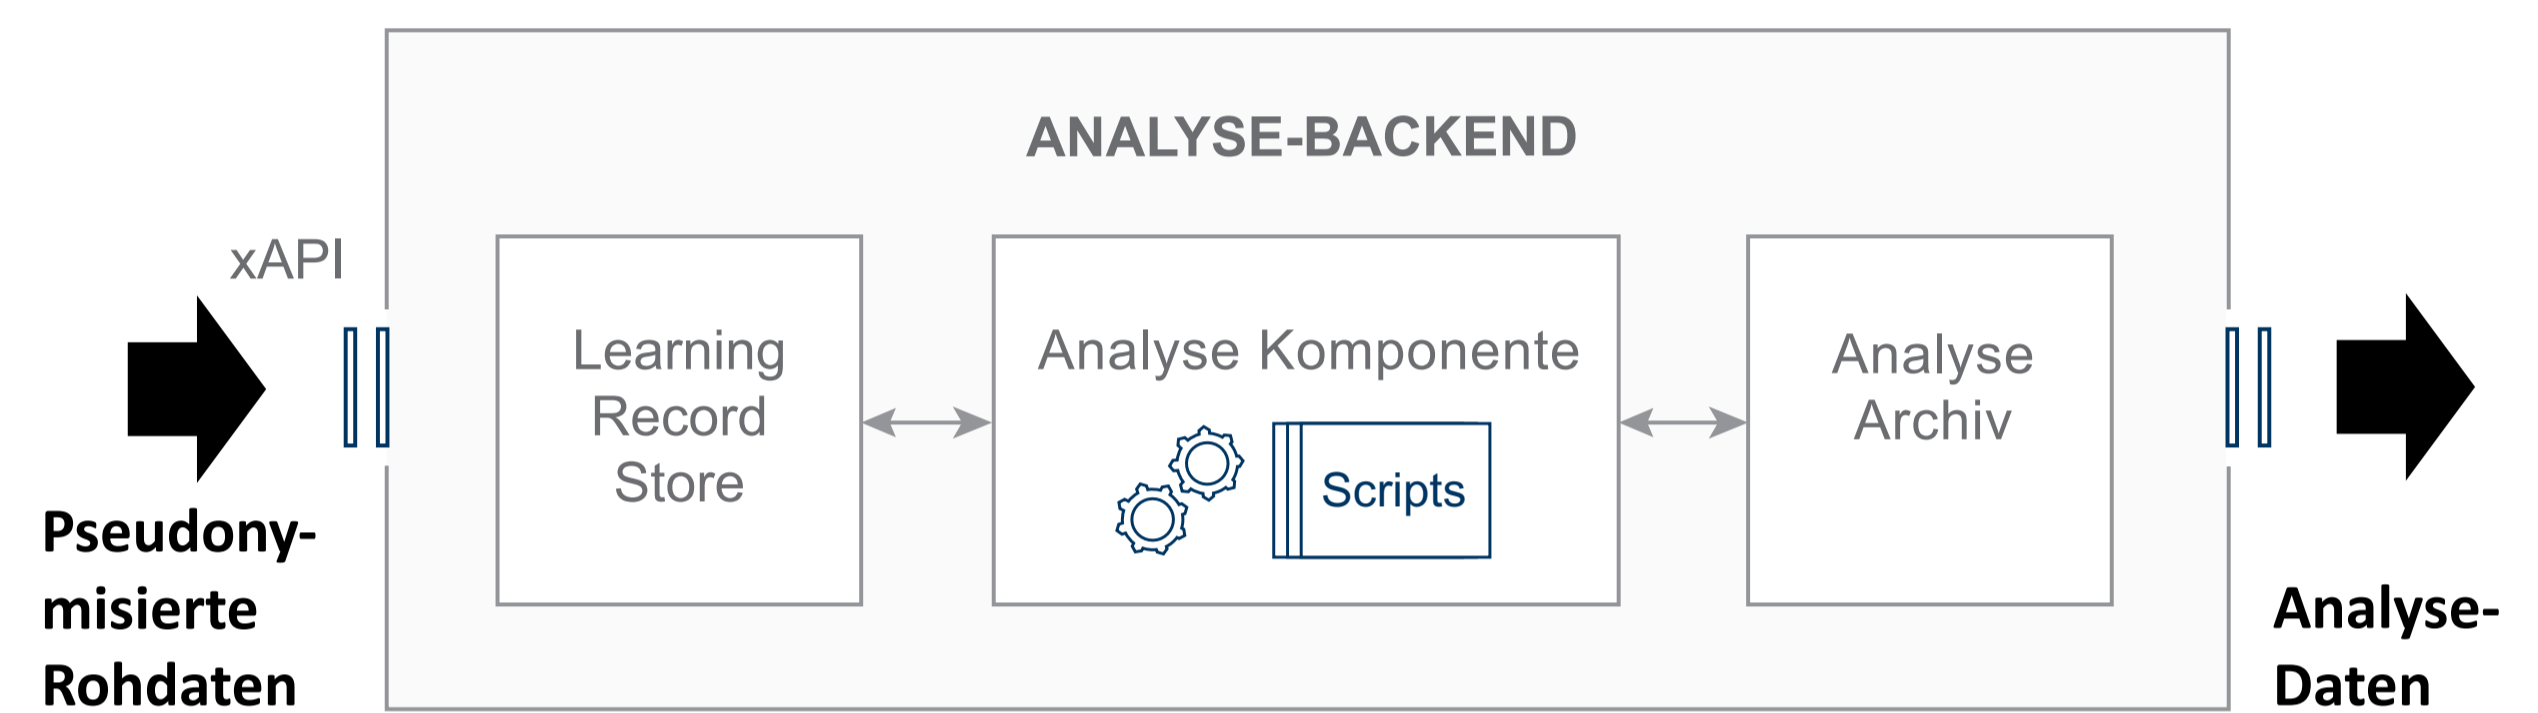 ANALYSE-BACKEND
xAPI
Pseudony-
misierte
Rohdaten
Learning
Record
Store
Analyse Komponente
Scripts
Analyse
Archiv
Analyse-
Daten